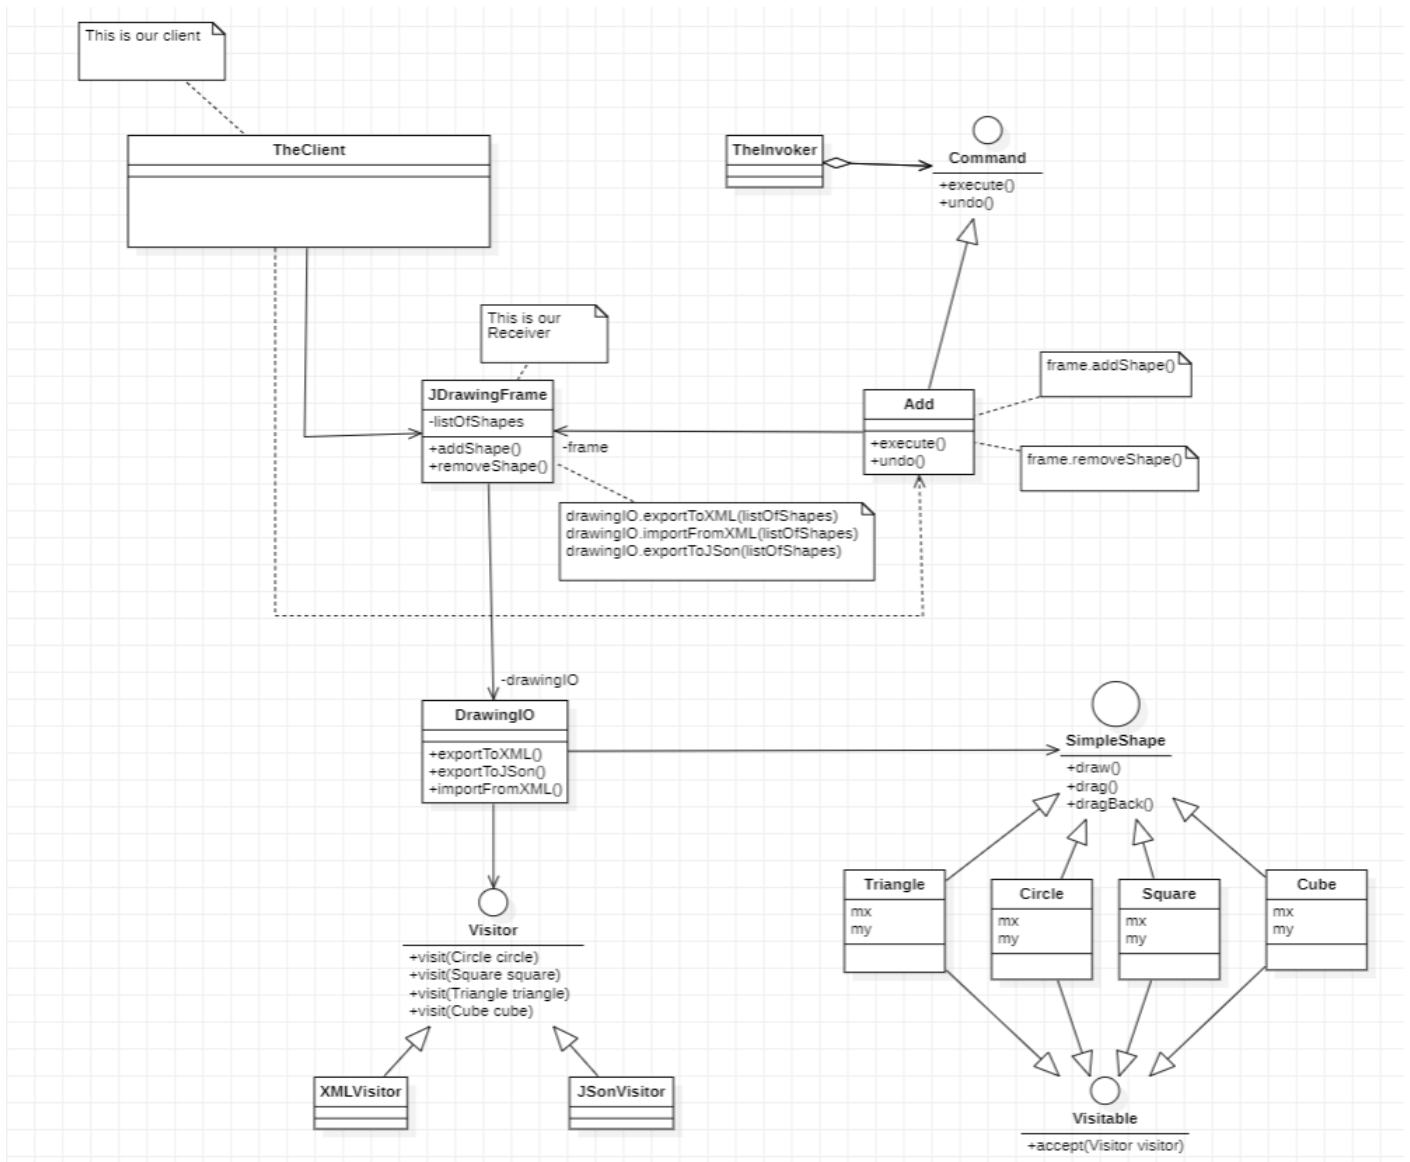 This is our client
TheClient
TheInvoker
Command
+execute()
+undo()
This is our
Receiver
JDrawingFrame
-listOfShapes
+addShape()
+removeShape()
-frame
Add
+execute()
+undo()
frame.addShape()
frame.removeShape()
drawingIO.exportToXML(listOfShapes)
drawingIO.importFromXML(listOfShapes)
drawingIO.exportToJSon(listOfShapes)
-drawingIO
DrawingIO
+exportToXML()
+exportToJSon()
+importFromXML()
SimpleShape
+draw()
+drag()
+dragBack()
Triangle
mx
my
Circle
mx
my
Square
mx
my
Cube
mx
my
Visitor
+visit(Circle circle)
+visit(Square square)
+visit(Triangle triangle)
+visit(Cube cube)
XMLVisitor
JSonVisitor
Visitable
+accept(Visitor visitor)